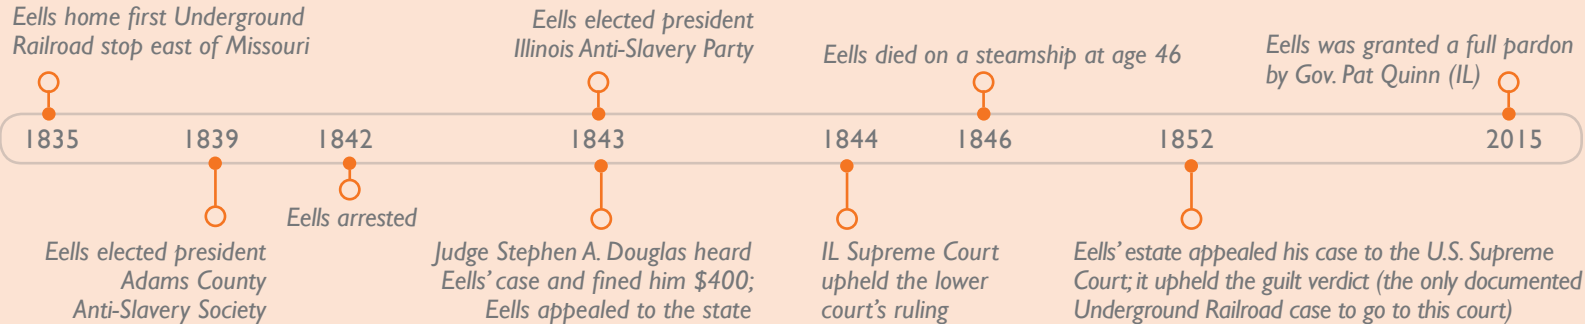 Eells home first Underground
Railroad stop east of Missouri
Eells elected president
Illinois Anti-Slavery Party
Eells died on a steamship at age 46
Eells was granted a full pardon
by Gov. Pat Quinn (IL)
1835 1839 1842 1843 1844 1846 1852 2015
Eells elected president
Adams County
Anti-Slavery Society
Eells arrested
Judge Stephen A. Douglas heard
Eells’ case and fined him $400;
Eells appealed to the state
IL Supreme Court
upheld the lower
court’s ruling
Eells’ estate appealed his case to the U.S. Supreme
Court; it upheld the guilt verdict (the only documented
Underground Railroad case to go to this court)